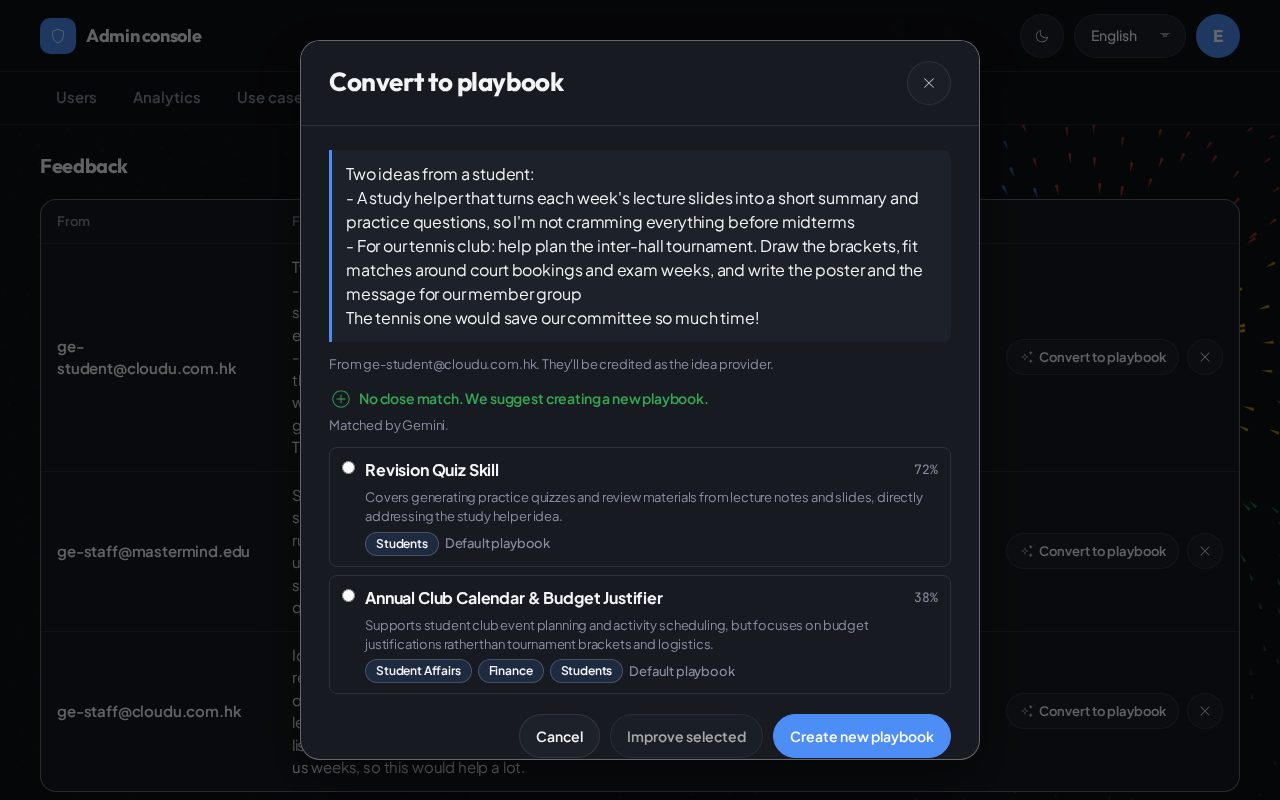 Admin console
English
E
Users
Analytics
Use case
Feedback
From
F
Convert to playbook
Two ideas from a student:
- A study helper that turns each week's lecture slides into a short summary and
practice questions, so I'm not cramming everything before midterms
- For our tennis club: help plan the inter-hall tournament. Draw the brackets, fit
matches around court bookings and exam weeks, and write the poster and the
message for our member group
The tennis one would save our committee so much time!
From ge-student@cloudu.com.hk. They'll be credited as the idea provider.
No close match. We suggest creating a new playbook.
Matched by Gemini.
Revision Quiz Skill
72%
Covers generating practice quizzes and review materials from lecture notes and slides, directly
addressing the study helper idea.
Students
Default playbook
Annual Club Calendar & Budget Justifier
38%
Supports student club event planning and activity scheduling, but focuses on budget
justifications rather than tournament brackets and logistics.
Student Affairs
Finance
Students
Default playbook
Cancel
Improve selected
Create new playbook
ge-
student@cloudu.com.hk
Convert to playbook
ge-staff@mastermind.edu
Convert to playbook
ge-staff@cloudu.com.hk
Convert to playbook
us weeks, so this would help a lot.